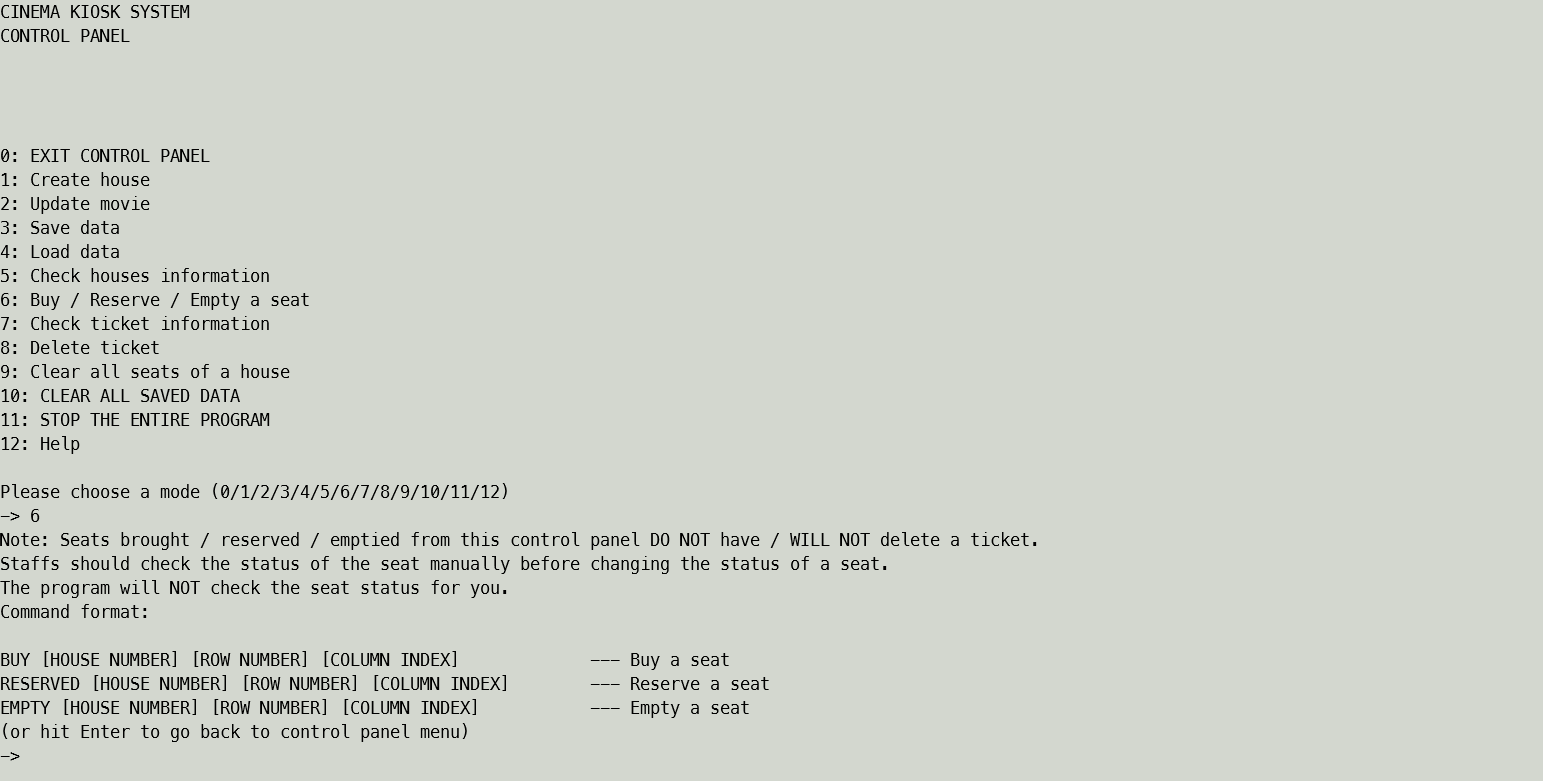 CINEMA KIOSK SYSTEM
CONTROL PANEL
0: EXIT CONTROL PANEL
1: Create house
2: Update movie
3: Save data
4: Load data
5: Check houses information
6: Buy / Reserve / Empty a seat
7: Check ticket information
8: Delete ticket
9: Clear all seats of a house
10: CLEAR ALL SAVED DATA
11: STOP THE ENTIRE PROGRAM
12: Help
Please choose a mode (0/1/2/3/4/5/6/7/8/9/10/11/12)
-> 6
Note: Seats brought / reserved / emptied from this control panel DO NOT have / WILL NOT delete a ticket.
Staffs should check the status of the seat manually before changing the status of a seat.
The program will NOT check the seat status for you.
Command format:
BUY [HOUSE NUMBER] [ROW NUMBER] [COLUMN INDEX] --- Buy a seat
RESERVED [HOUSE NUMBER] [ROW NUMBER] [COLUMN INDEX] --- Reserve a seat
EMPTY [HOUSE NUMBER] [ROW NUMBER] [COLUMN INDEX] --- Empty a seat
(or hit Enter to go back to control panel menu)
->